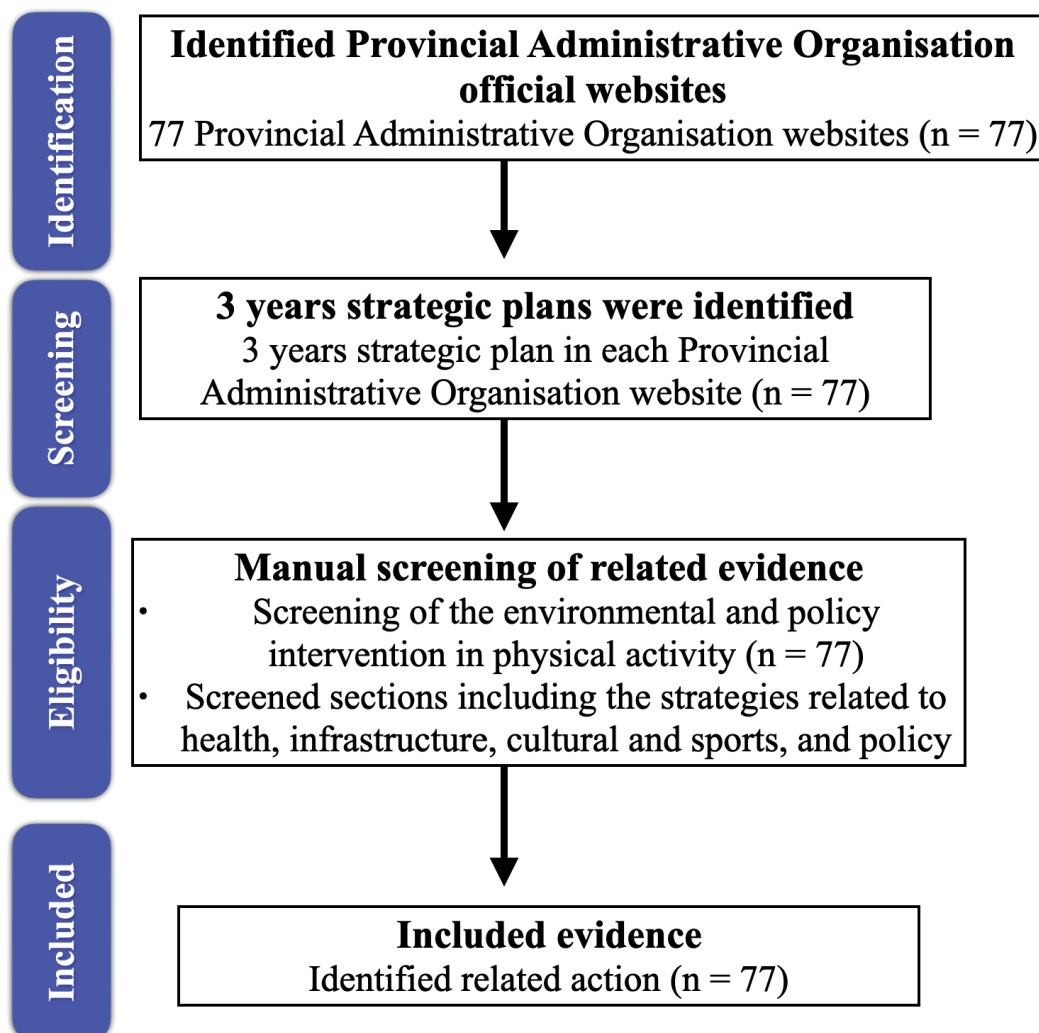 Identification
Identified Provincial Administrative Organisation
official websites
77 Provincial Administrative Organisation websites (n = 77)
Screening
3 years strategic plans were identified
3 years strategic plan in each Provincial
Administrative Organisation website (n = 77)
Eligibility
Manual screening of related evidence
• Screening of the environmental and policy
intervention in physical activity (n = 77)
• Screened sections including the strategies related to
health, infrastructure, cultural and sports, and policy
Included
Included evidence
Identified related action (n = 77)